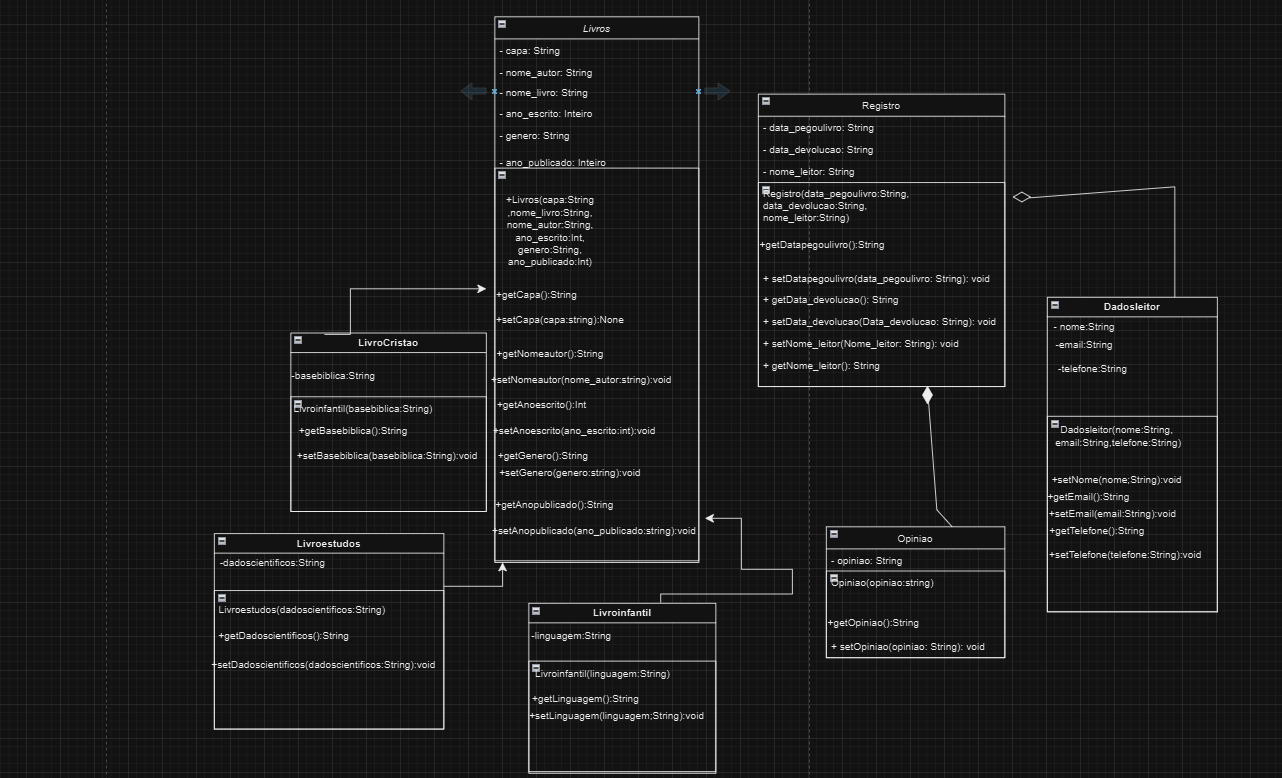 Livros
- capa: String
- nome_autor: String
- nome_livro: String
- ano_escrito: Inteiro
- genero: String
- ano_publicado: Inteiro
+Livros(capa:String
,nome_livro:String,
nome_autor:String,
ano_escrito:Int,
genero:String,
ano_publicado:Int)
+getCapa():String
+setCapa(capa:string):None
+getNomeautor():String
+setNomeautor(nome_autor:string):void
+getAnoescrito():Int
+setAnoescrito(ano_escrito:int):void
+getGenero():String
+setGenero(genero:string):void
+getAnopublicado():String
+setAnopublicado(ano_publicado:string):void
Registro
- data_pegoulivro: String
- data_devolucao: String
- nome_leitor: String
Registro(data_pegoulivro:String,
data_devolucao:String,
nome_leitor:String)
+getDatapegoulivro():String
+ setDatapegoulivro(data_pegoulivro: String): void
+ getData_devolucao(): String
+ setData_devolucao(Data_devolucao: String): void
+ setNome_leitor(Nome_leitor: String): void
+ getNome_leitor(): String
Dadosleitor
- nome:String
-email:String
-telefone:String
Dadosleitor(nome:String,
email:String,telefone:String)
+setNome(nome;String):void
+getEmail():String
+setEmail(email:String):void
+getTelefone():String
+setTelefone(telefone:String):void
LivroCristao
-basebiblica:String
Livroinfantil(basebiblica:String)
+getBasebiblica():String
+setBasebiblica(basebiblica:String):void
Livroestudos
-dadoscientificos:String
Livroestudos(dadoscientificos:String)
+getDadoscientificos():String
+setDadoscientificos(dadoscientificos:String):void
Livroinfantil
-linguagem:String
Livroinfantil(linguagem:String)
+getLinguagem():String
+setLinguagem(linguagem;String):void
Opiniao
- opiniao: String
Opiniao(opiniao:string)
+getOpiniao():String
+ setOpiniao(opiniao: String): void